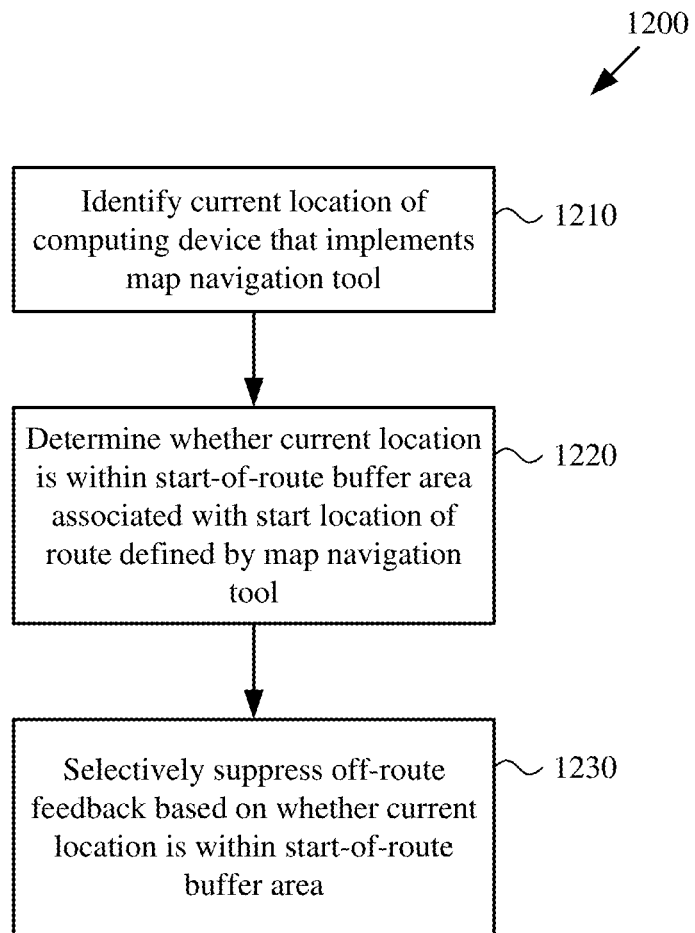 1200
Identify current location of
computing device that implements
map navigation tool
1210
Determine whether current location
is within start-of-route buffer area
associated with start location of
route defined by map navigation
tool
1220
Selectively suppress off-route
feedback based on whether current
location is within start-of-route
buffer area
1230